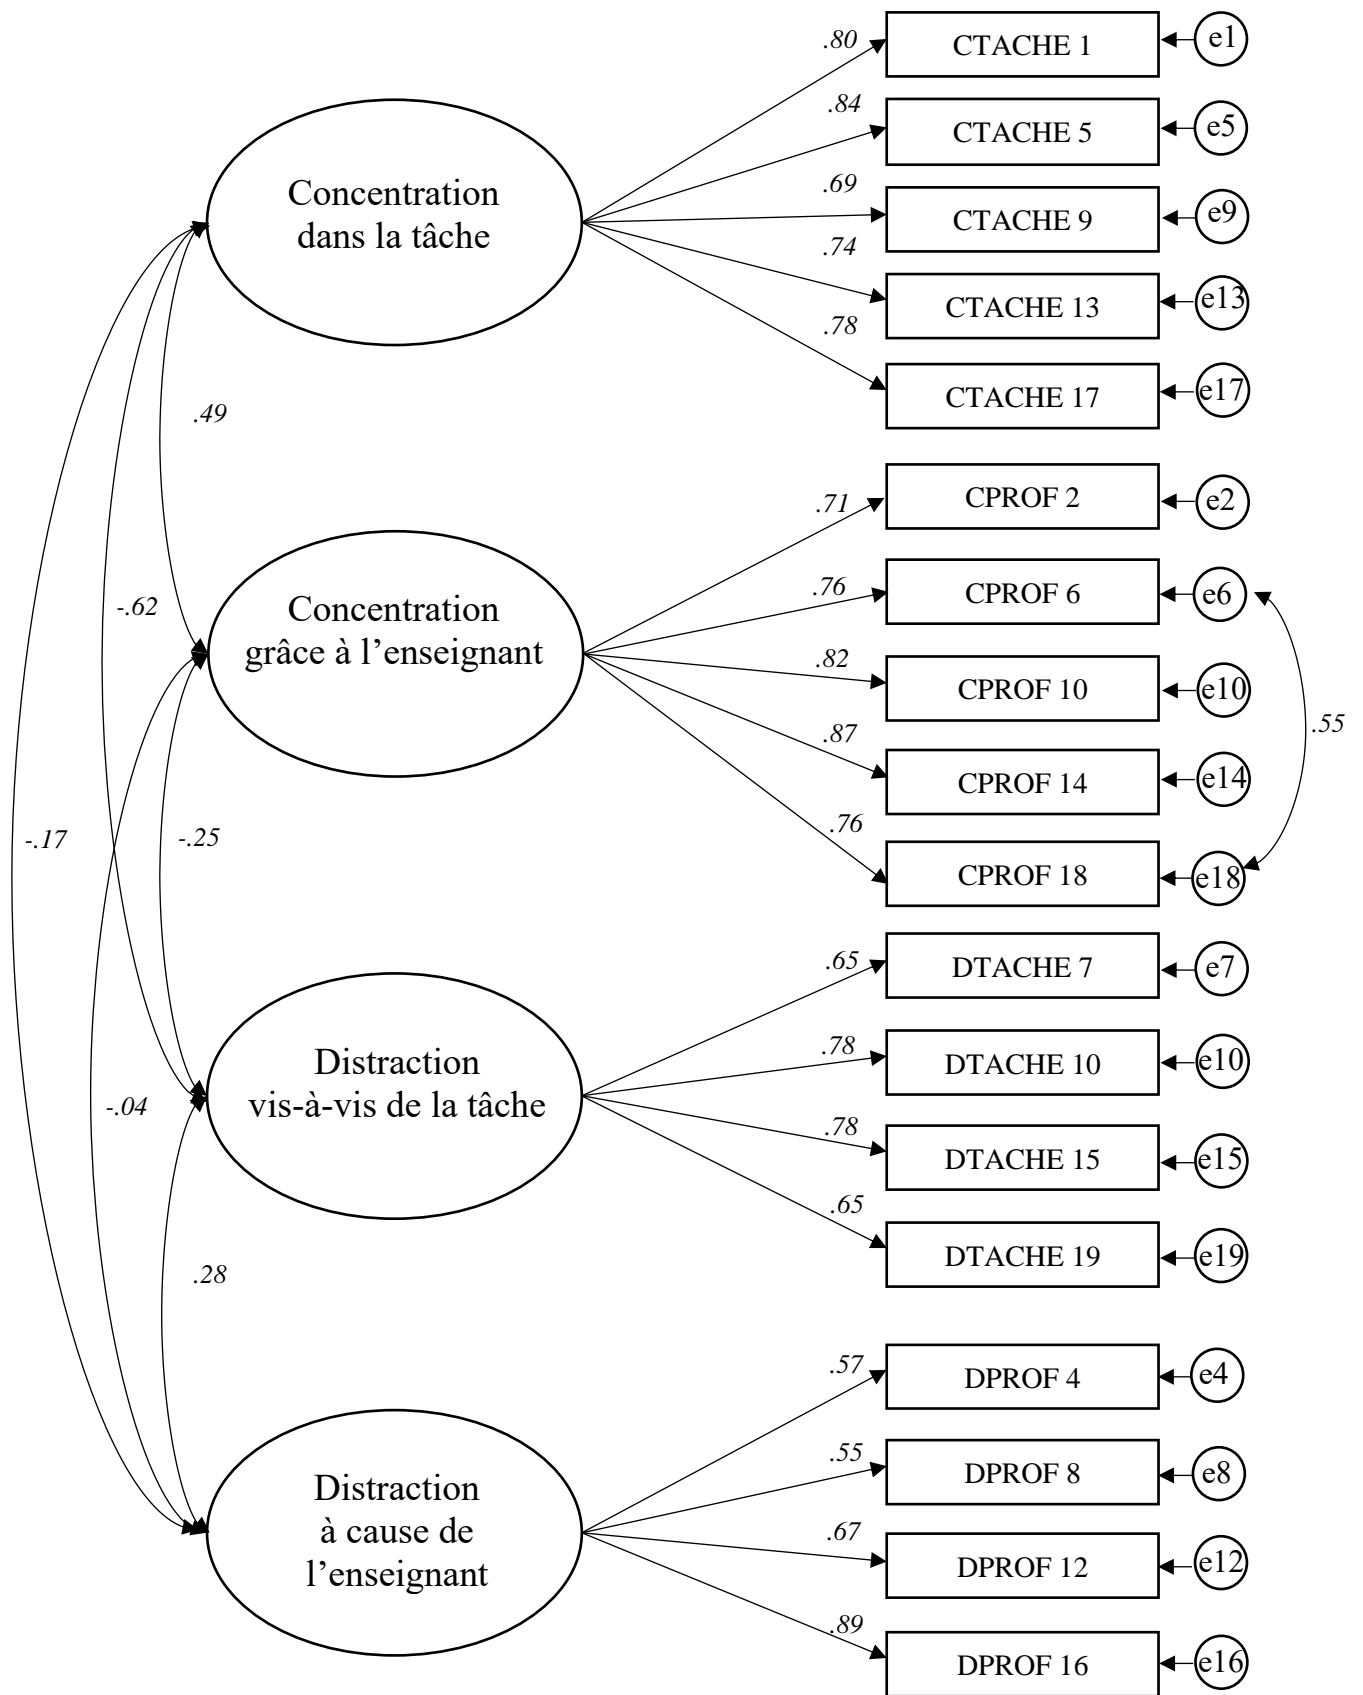 .80
CTACHE 1
e1
.84
CTACHE 5
e5
Concentration
dans la tâche
.69
CTACHE 9
e9
.74
CTACHE 13
e13
.78
CTACHE 17
e17
.49
.71
CPROF 2
e2
-.62
Concentration
grâce à l’enseignant
.76
CPROF 6
e6
.82
CPROF 10
e10
.55
.87
CPROF 14
e14
-.17
-.25
.76
CPROF 18
e18
.65
DTACHE 7
e7
Distraction
vis-à-vis de la tâche
.78
DTACHE 10
e10
-.04
.78
DTACHE 15
e15
.65
DTACHE 19
e19
.28
.57
DPROF 4
e4
.55
DPROF 8
e8
Distraction
à cause de
l’enseignant
.67
DPROF 12
e12
.89
DPROF 16
e16